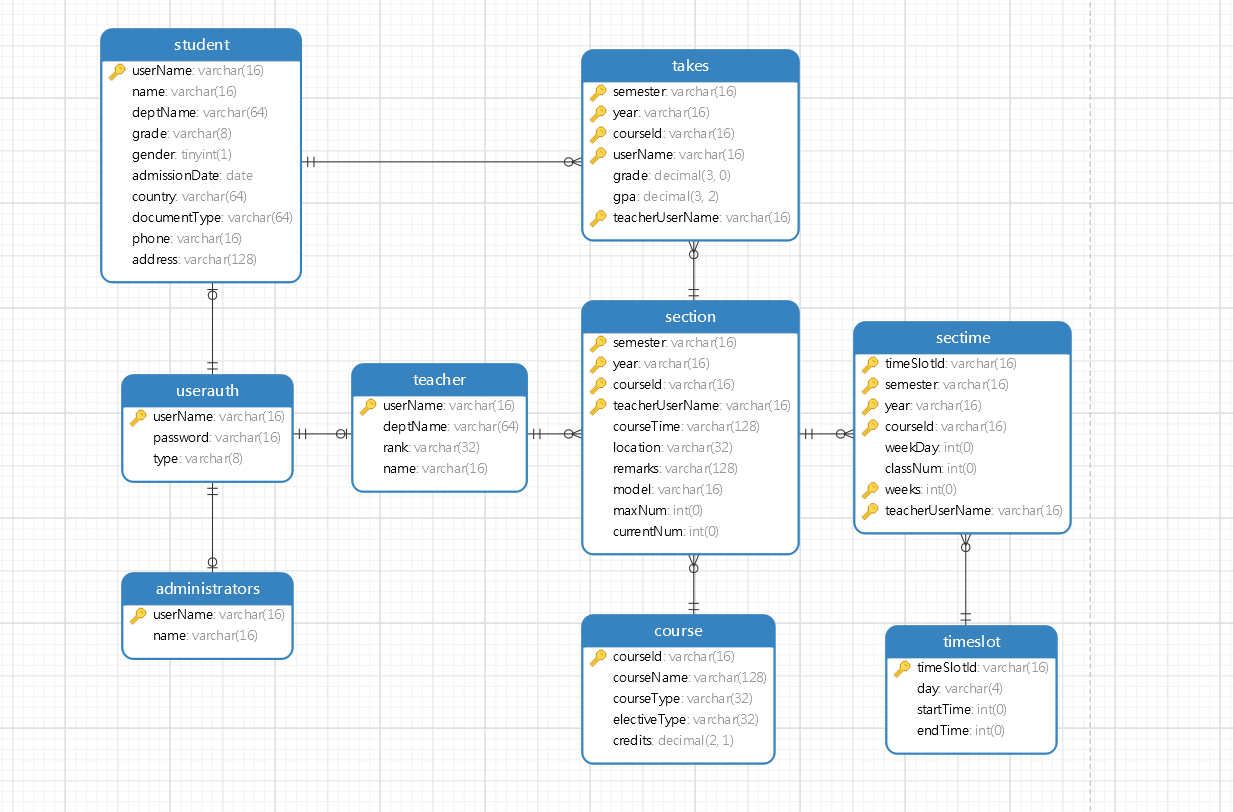 student
userName: varchar(16)
name: varchar(16)
deptName: varchar(64)
grade: varchar(8)
gender: tinyint(1)
admissionDate: date
country: varchar(64)
documentType: varchar(64)
phone: varchar(16)
address: varchar(128)
takes
semester: varchar(16)
year: varchar(16)
courseId: varchar(16)
userName: varchar(16)
grade: decimal(3, 0)
gpa: decimal(3, 2)
teacherUserName: varchar(16)
userauth
userName: varchar(16)
password: varchar(16)
type: varchar(8)
teacher
userName: varchar(16)
deptName: varchar(64)
rank: varchar(32)
name: varchar(16)
section
semester: varchar(16)
year: varchar(16)
courseId: varchar(16)
teacherUserName: varchar(16)
courseTime: varchar(128)
location: varchar(32)
remarks: varchar(128)
model: varchar(16)
maxNum: int(0)
currentNum: int(0)
sectime
timeSlotId: varchar(16)
semester: varchar(16)
year: varchar(16)
courseId: varchar(16)
weekDay: int(0)
classNum: int(0)
weeks: int(0)
teacherUserName: varchar(16)
administrators
userName: varchar(16)
name: varchar(16)
course
courseId: varchar(16)
courseName: varchar(128)
courseType: varchar(32)
electiveType: varchar(32)
credits: decimal(2, 1)
timeslot
timeSlotId: varchar(16)
day: varchar(4)
startTime: int(0)
endTime: int(0)